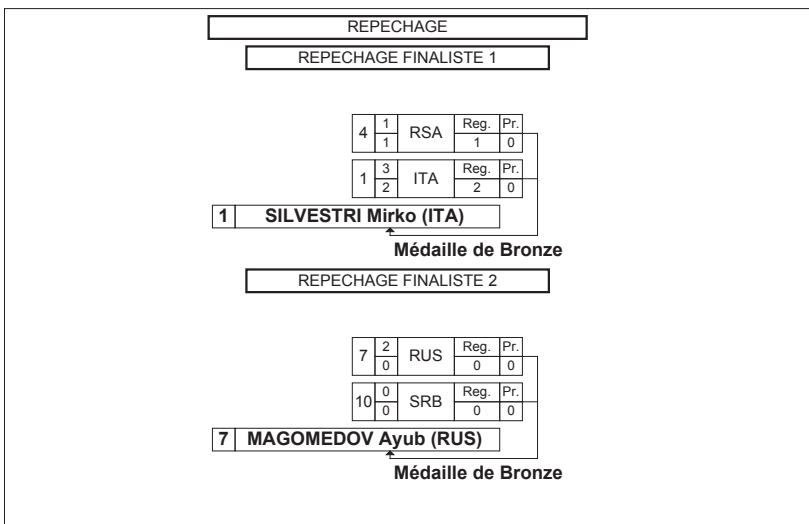 REPECHAGE
REPECHAGE FINALISTE 1
4 1 RSA Reg. Pr.
1 1 0
1 3 ITA Reg. Pr.
2 2 0
1 SILVESTRI Mirko (ITA)
Médaille de Bronze
REPECHAGE FINALISTE 2
7 2 RUS Reg. Pr.
0 0 0
10 0 SRB Reg. Pr.
0 0 0
7 MAGOMEDOV Ayub (RUS)
Médaille de Bronze